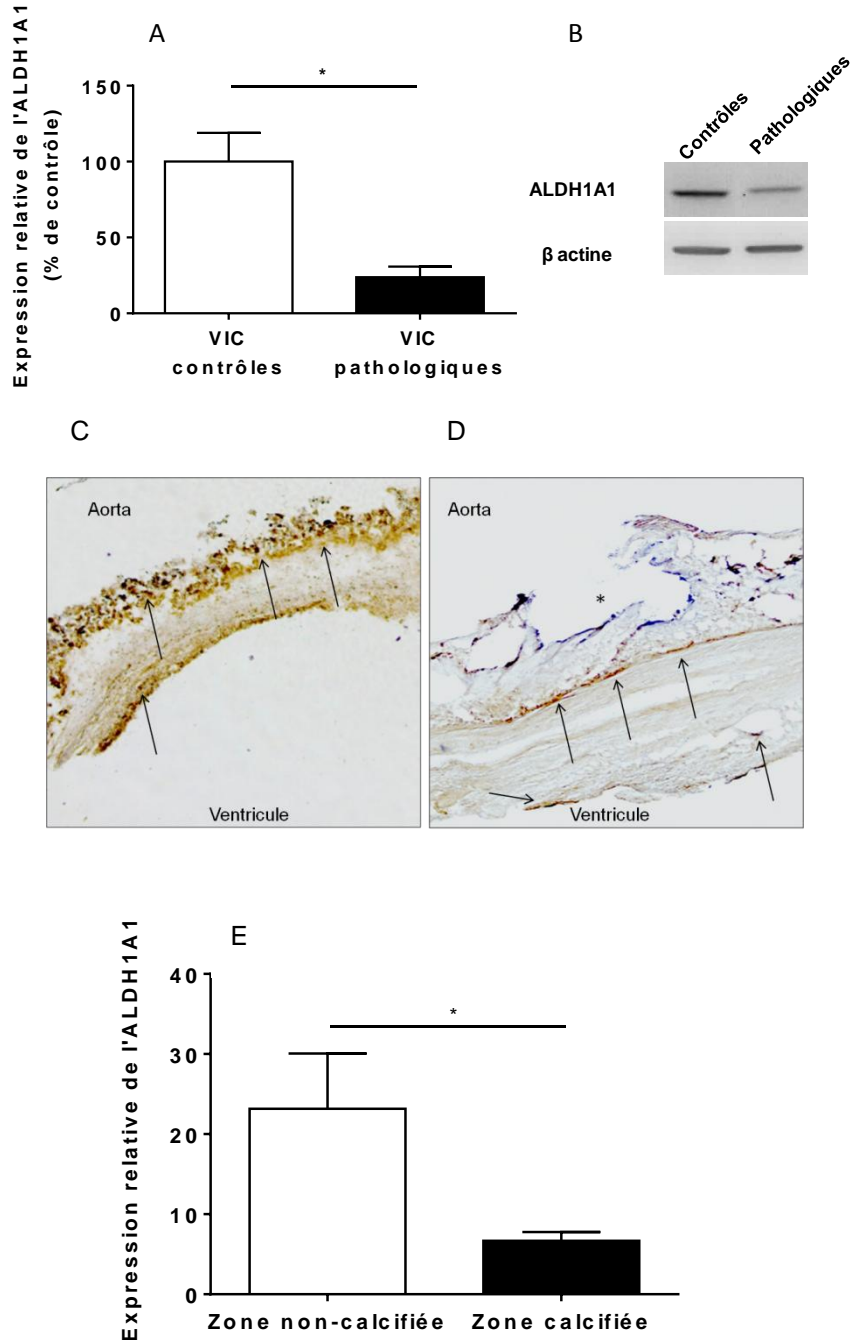 A
Expression relative de l'ALDH1A1
(% de contrôle)
150
100
50
0
*
VIC
contrôles
VIC
pathologiques
B
Contrôles
Pathologiques
ALDH1A1
β actine
C
Aorta
Ventricule
D
Aorta
*
Ventricule
E
Expression relative de l'ALDH1A1
40
30
20
10
0
*
Zone non-calcifiée
Zone calcifiée